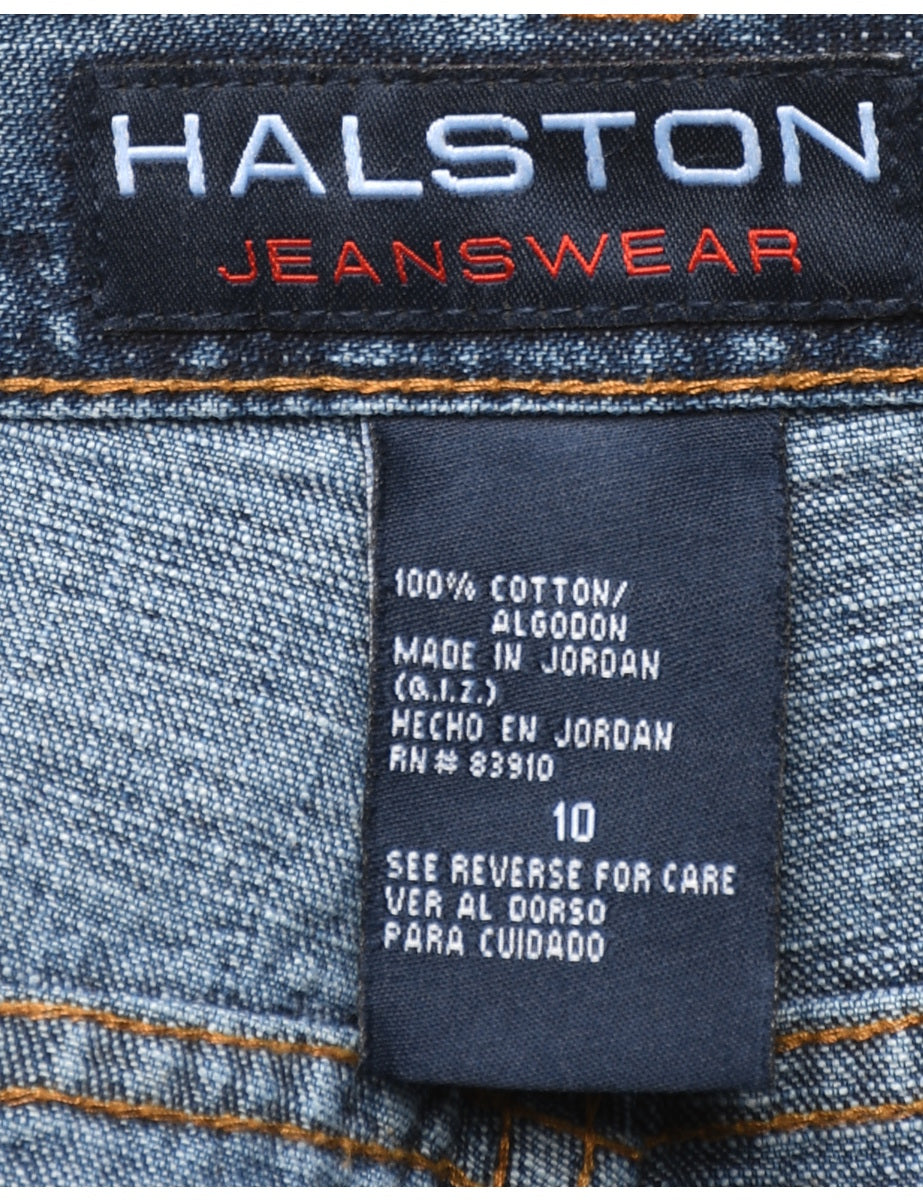 HALSTON
JEANSWEAR
100% COTTON/
ALGODON
MADE IN JORDAN
(Q.I.Z.)
HECHO EN JORDAN
RN# 83910
10
SEE REVERSE FOR CARE
VER AL DORSO
PARA CUIDADO